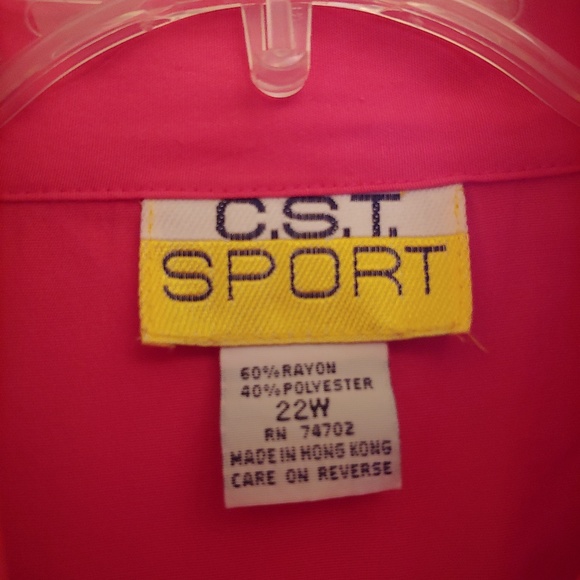 C.S.T.
SPORT
60%RAYON
40%POLYESTER
22W
RN 74702
MADE IN HONG KONG
CARE ON REVERSE